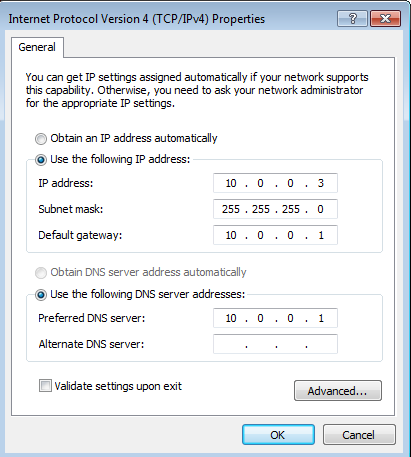 Internet Protocol Version 4 (TCP/IPv4) Properties ?
General
You can get IP settings assigned automatically if your network supports
this capability. Otherwise, you need to ask your network administrator
for the appropriate IP settings.
Obtain an IP address automatically
Use the following IP address:
IP address: 10 . 0 . 0 . 3
Subnet mask: 255 . 255 . 255 . 0
Default gateway: 10 . 0 . 0 . 1
Obtain DNS server address automatically
Use the following DNS server addresses:
Preferred DNS server: 10 . 0 . 0 . 1
Alternate DNS server: . . .
Validate settings upon exit
Advanced...
OK Cancel